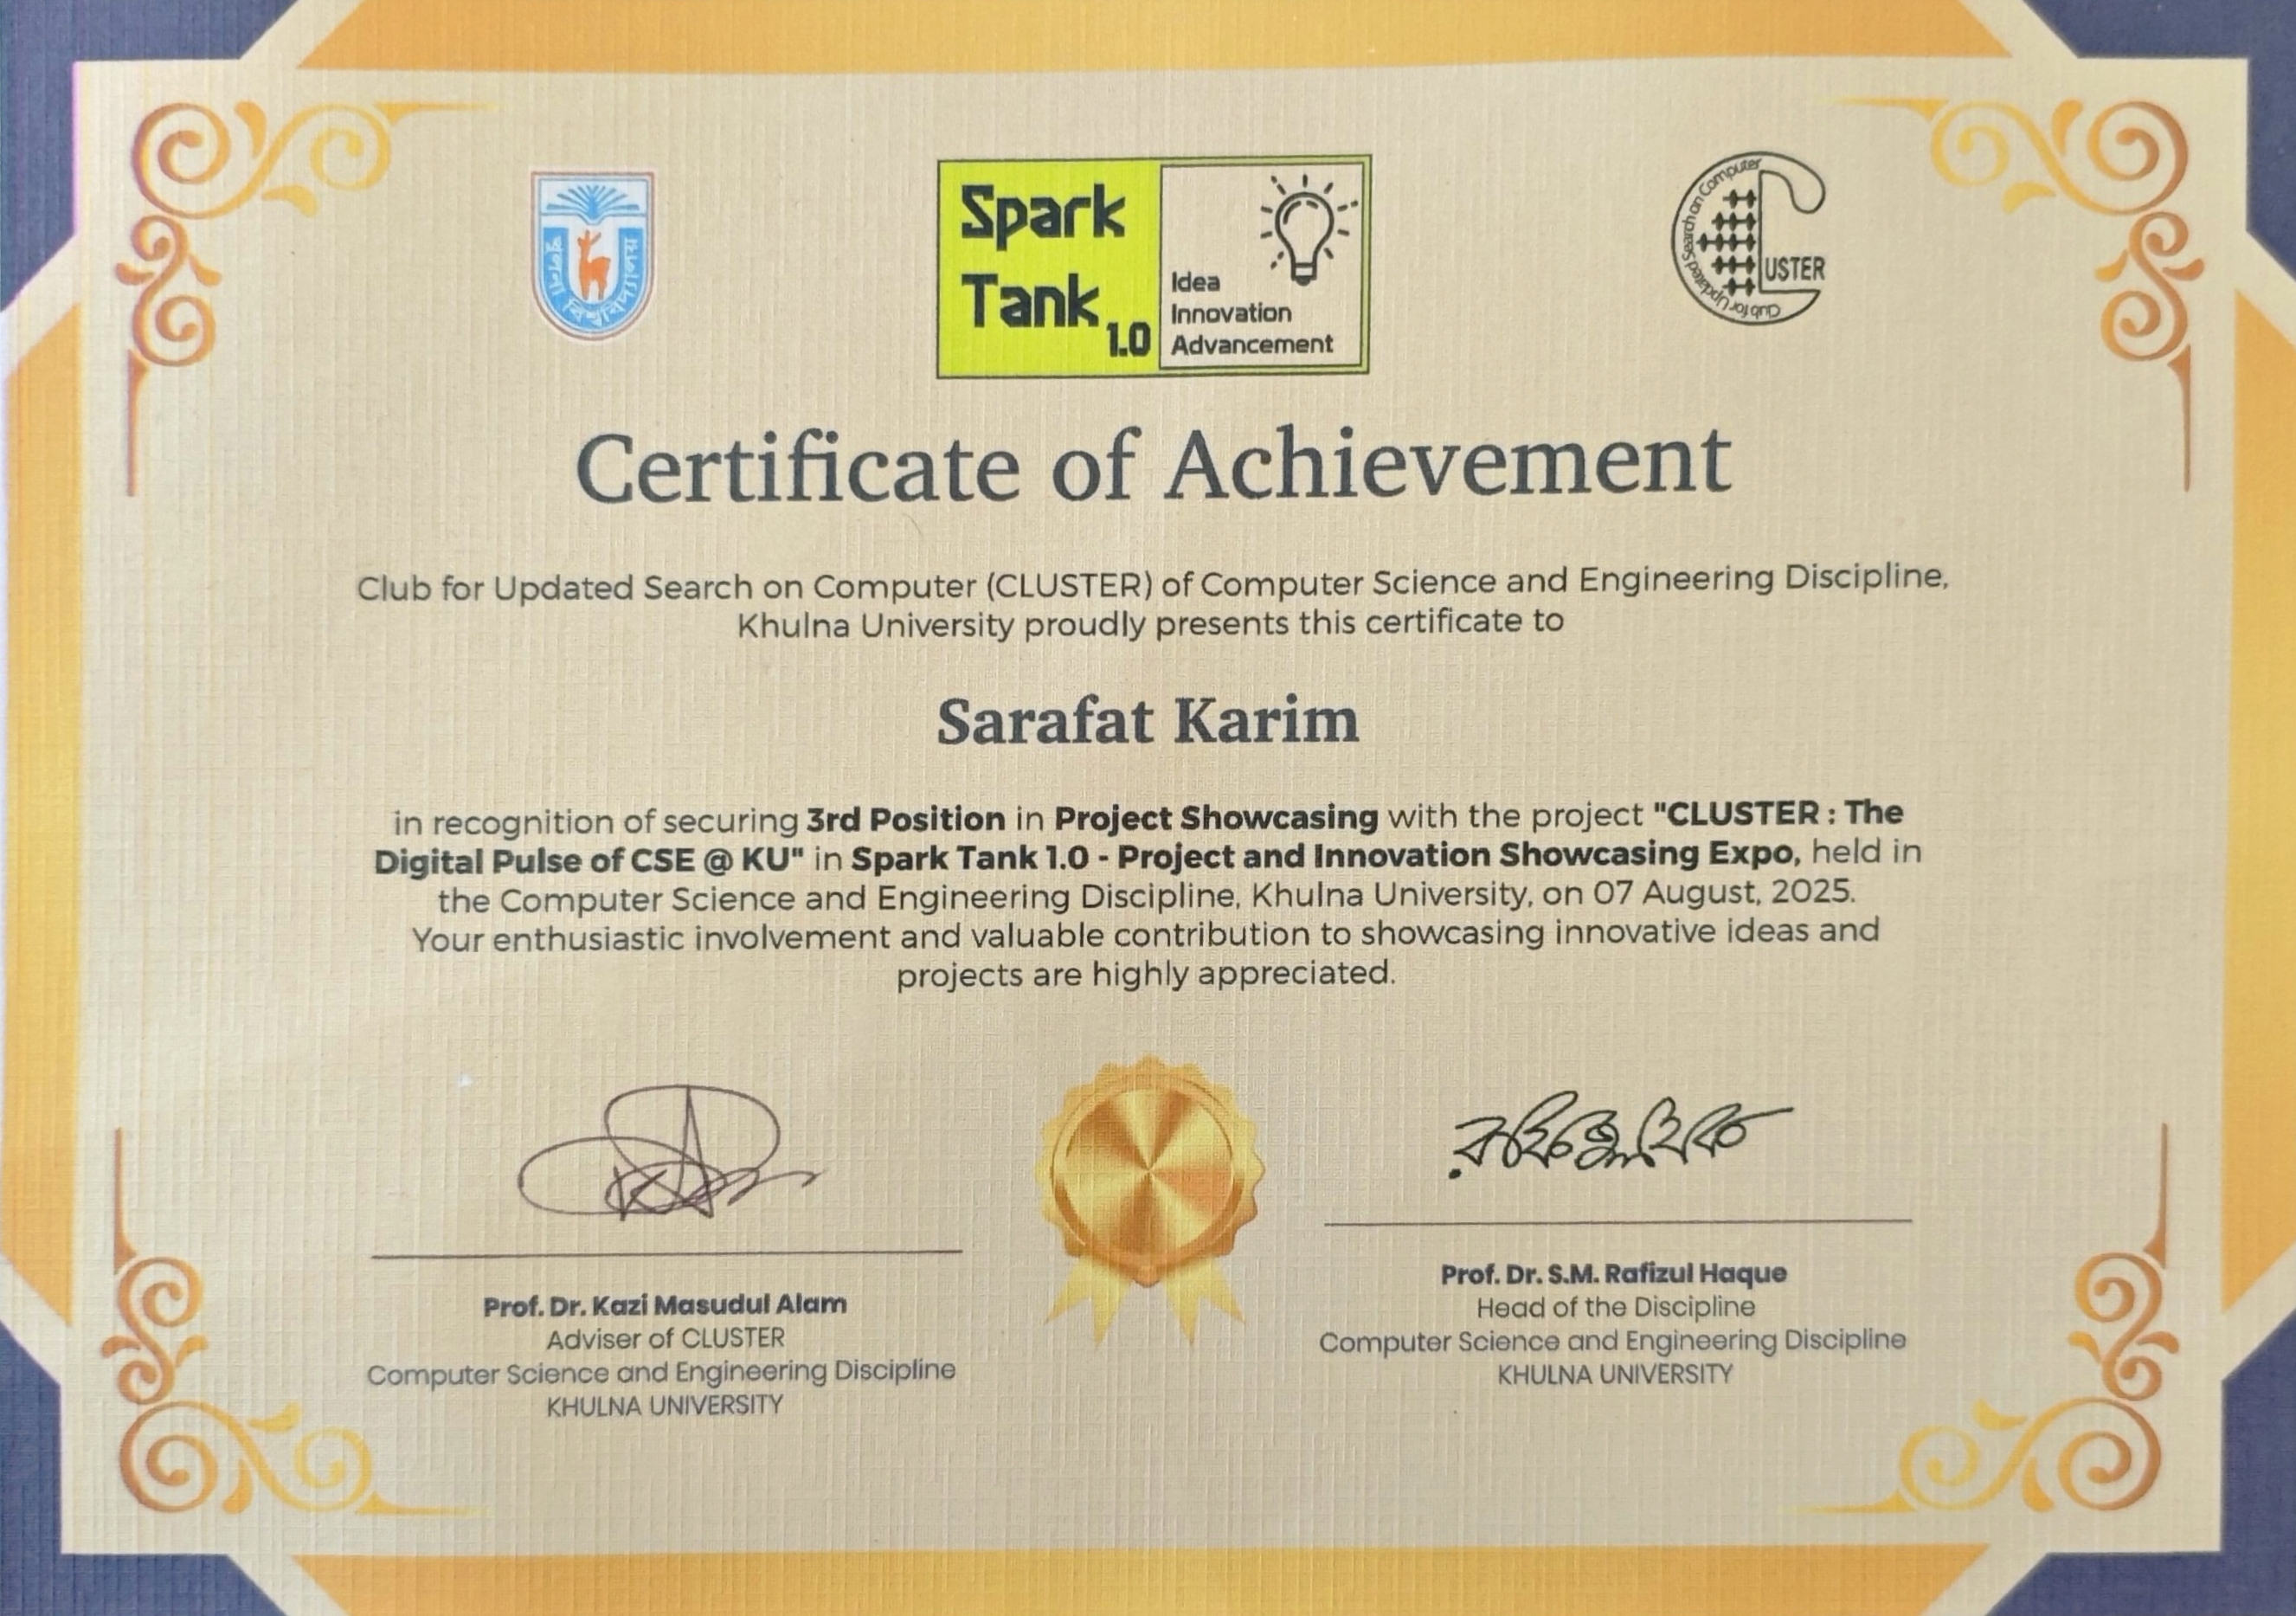 খুলনা
বিশ্ববিদ্যালয়
Spark
Tank
1.0
Idea
Innovation
Advancement
Club for Updated Search on Computer
CLUSTER
Certificate of Achievement
Club for Updated Search on Computer (CLUSTER) of Computer Science and Engineering Discipline,
Khulna University proudly presents this certificate to
Sarafat Karim
in recognition of securing 3rd Position in Project Showcasing with the project "CLUSTER : The
Digital Pulse of CSE @ KU" in Spark Tank 1.0 - Project and Innovation Showcasing Expo, held in
the Computer Science and Engineering Discipline, Khulna University, on 07 August, 2025.
Your enthusiastic involvement and valuable contribution to showcasing innovative ideas and
projects are highly appreciated.
Prof. Dr. Kazi Masudul Alam
Adviser of CLUSTER
Computer Science and Engineering Discipline
KHULNA UNIVERSITY
Prof. Dr. S.M. Rafizul Haque
Head of the Discipline
Computer Science and Engineering Discipline
KHULNA UNIVERSITY